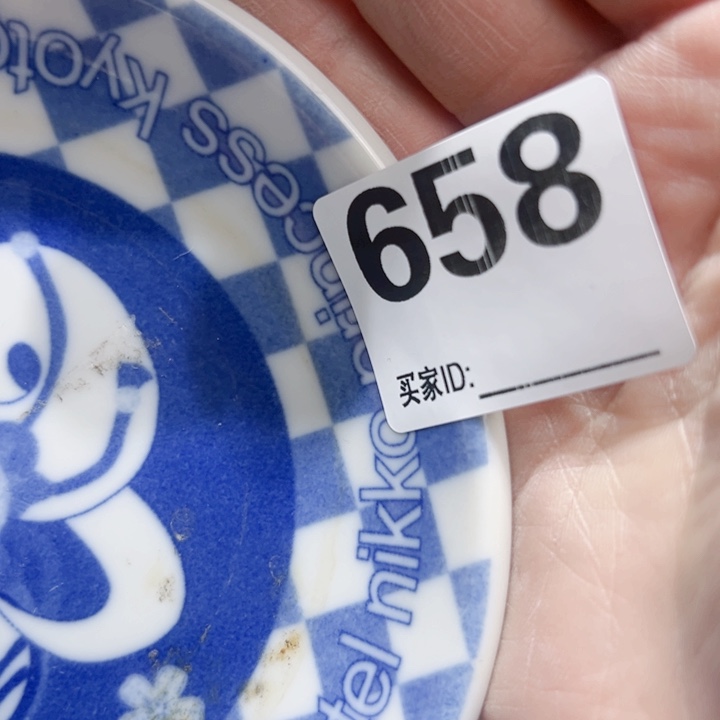 658
买家ID:
tel nikko princess kyoto